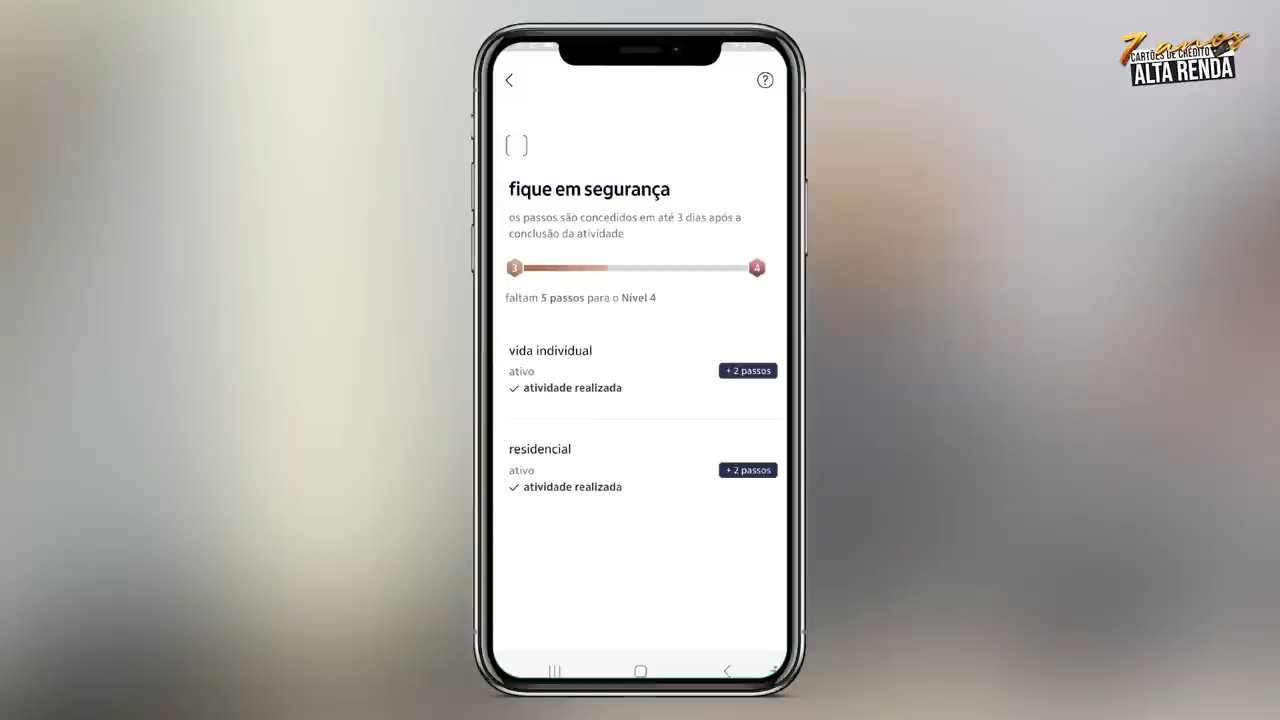 7 anos
CARTÕES DE CRÉDITO
ALTA RENDA
?
fique em segurança
os passos são concedidos em até 3 dias após a
conclusão da atividade
3
4
faltam 5 passos para o Nível 4
vida individual
ativo
+ 2 passos
atividade realizada
residencial
ativo
+ 2 passos
atividade realizada